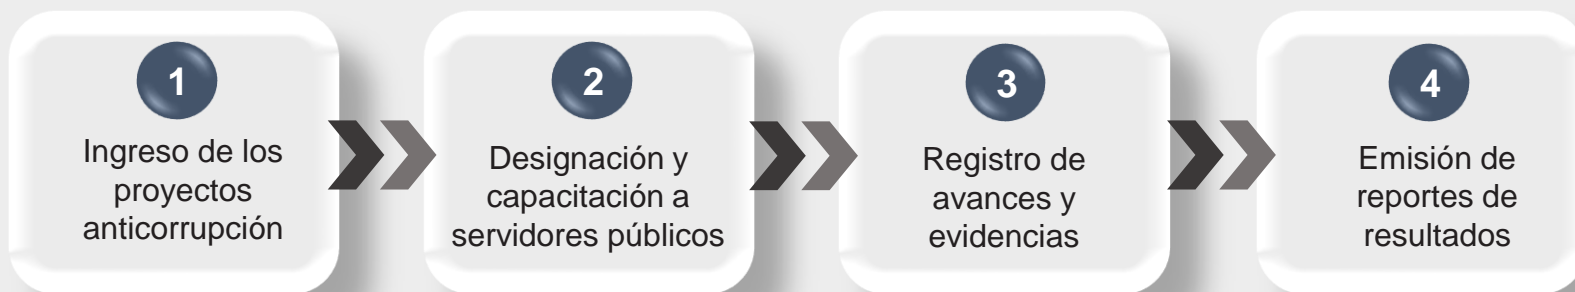 1
Ingreso de los
proyectos
anticorrupción
2
Designación y
capacitación a
servidores públicos
3
Registro de
avances y
evidencias
4
Emisión de
reportes de
resultados